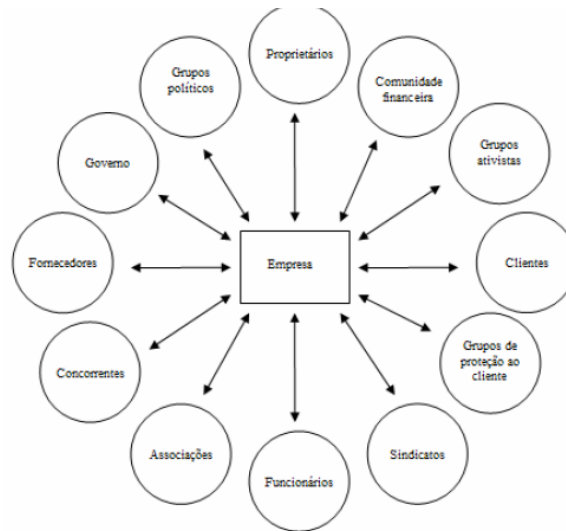 Proprietários
Grupos
políticos
Comunidade
financeira
Grupos
ativistas
Governo
Fornecedores
Empresa
Clientes
Concorrentes
Grupos de
proteção ao
cliente
Associações
Funcionários
Sindicatos